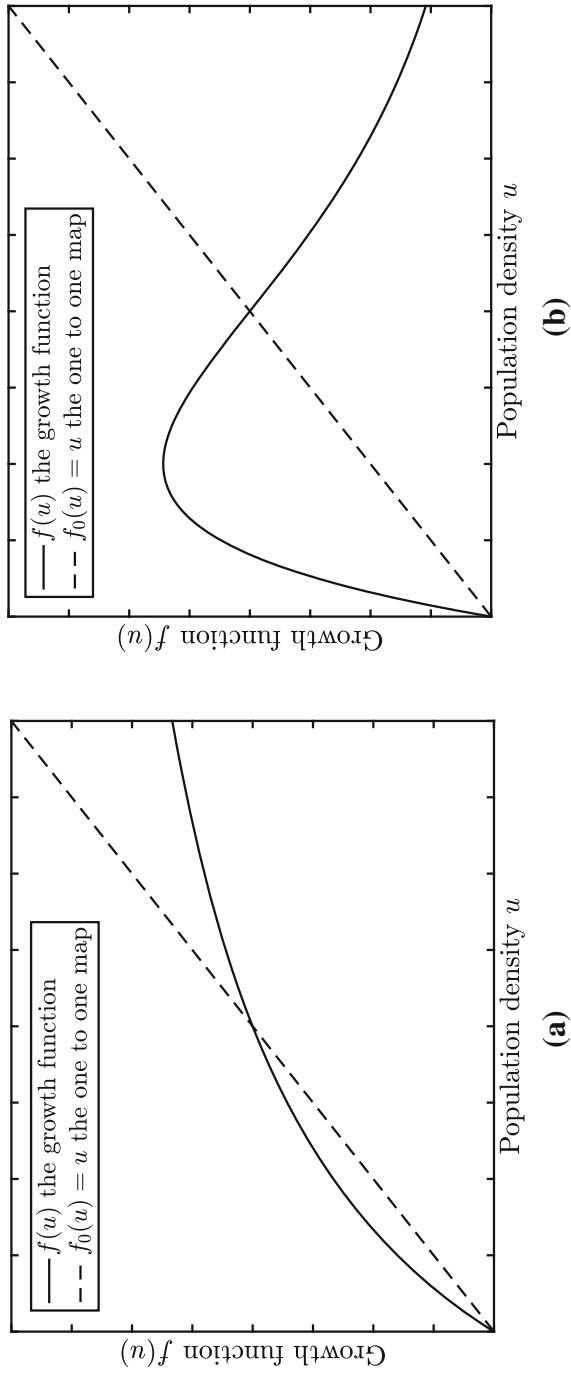 Growth function f(u)
f(u) the growth function
f₀(u) = u the one to one map
Population density u
(a)
Growth function f(u)
f(u) the growth function
f₀(u) = u the one to one map
Population density u
(b)